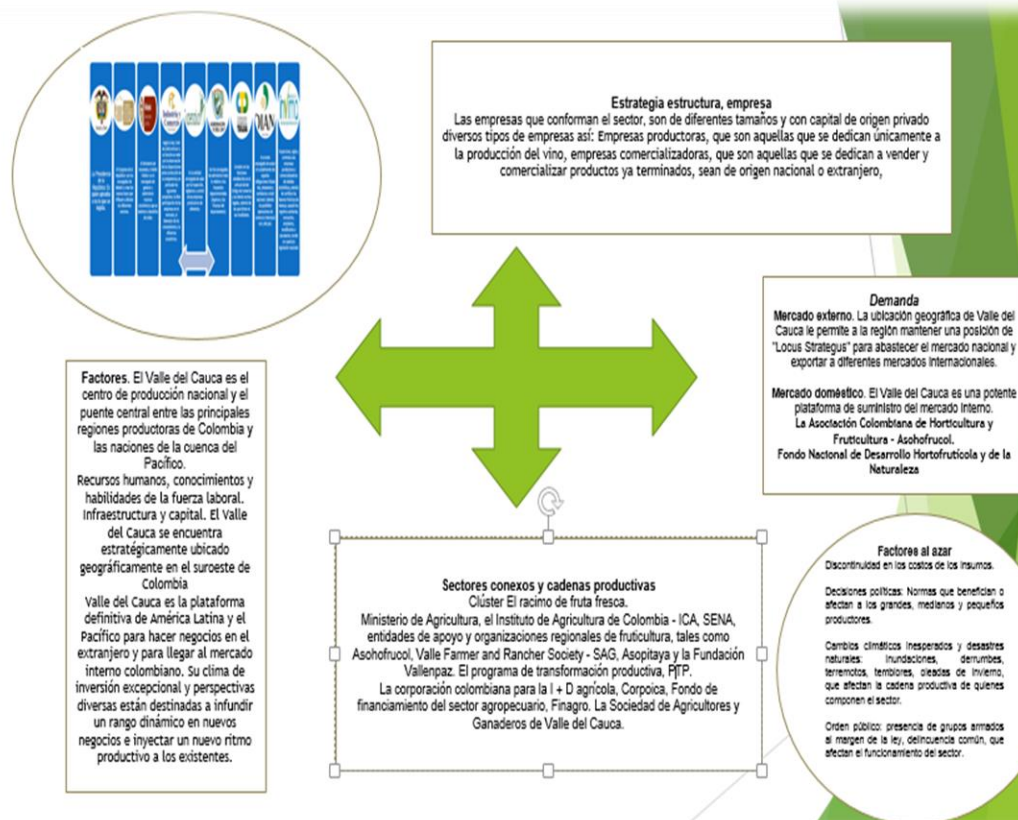 Industria y
Comercio
DIAN
Estrategia estructura, empresa
Las empresas que conforman el sector, son de diferentes tamaños y con capital de origen privado
diversos tipos de empresas así: Empresas productoras, que son aquellas que se dedican únicamente a
la producción del vino, empresas comercializadoras, que son aquellas que se dedican a vender y
comercializar productos ya terminados, sean de origen nacional o extranjero,
Demanda
Mercado externo. La ubicación geográfica de Valle del
Cauca le permite a la región mantener una posición de
"Locus Strategus" para abastecer el mercado nacional y
exportar a diferentes mercados internacionales.
Mercado doméstico. El Valle del Cauca es una potente
plataforma de suministro del mercado interno.
La Asociación Colombiana de Horticultura y
Fruticultura - Asohofrucol.
Fondo Nacional de Desarrollo Hortofrutícola y de la
Naturaleza
Factores. El Valle del Cauca es el
centro de producción nacional y el
puente central entre las principales
regiones productoras de Colombia y
las naciones de la cuenca del
Pacífico.
Recursos humanos, conocimientos y
habilidades de la fuerza laboral.
Infraestructura y capital. El Valle
del Cauca se encuentra
estratégicamente ubicado
geográficamente en el suroeste de
Colombia
Valle del Cauca es la plataforma
definitiva de América Latina y el
Pacífico para hacer negocios en el
extranjero y para llegar al mercado
interno colombiano. Su clima de
inversión excepcional y perspectivas
diversas están destinadas a infundir
un rango dinámico en nuevos
negocios e inyectar un nuevo ritmo
productivo a los existentes.
Sectores conexos y cadenas productivas
Clúster El racimo de fruta fresca.
Ministerio de Agricultura, el Instituto de Agricultura de Colombia - ICA, SENA,
entidades de apoyo y organizaciones regionales de fruticultura, tales como
Asohofrucol, Valle Farmer and Rancher Society - SAG, Asopitaya y la Fundación
Vallenpaz. El programa de transformación productiva, PTP.
La corporación colombiana para la I + D agrícola, Corpoica, Fondo de
financiamiento del sector agropecuario, Finagro. La Sociedad de Agricultores y
Ganaderos de Valle del Cauca.
Factores al azar
Discontinuidad en los costos de los insumos.
Decisiones políticas: Normas que benefician o
afectan a los grandes, medianos y pequeños
productores.
Cambios climáticos inesperados y desastres
naturales: inundaciones, derrumbes,
terremotos, temblores, oleadas de invierno,
que afectan la cadena productiva de quienes
componen el sector.
Orden público: presencia de grupos armados
al margen de la ley, delincuencia común, que
afectan el funcionamiento del sector.